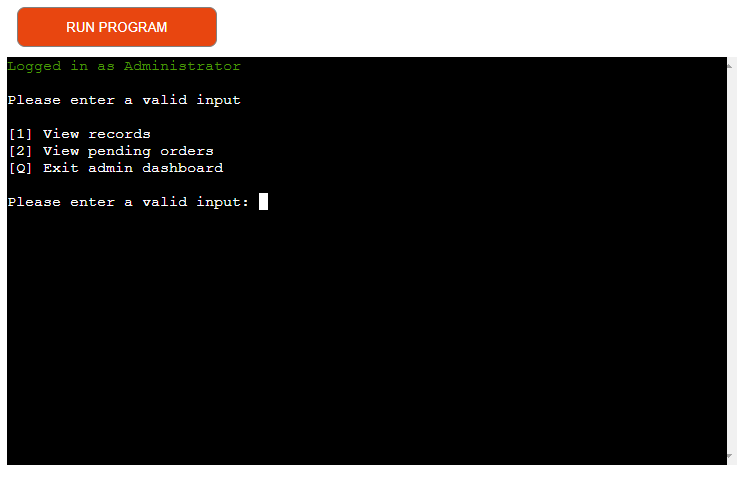 RUN PROGRAM
Logged in as Administrator
Please enter a valid input
[1] View records
[2] View pending orders
[Q] Exit admin dashboard
Please enter a valid input: